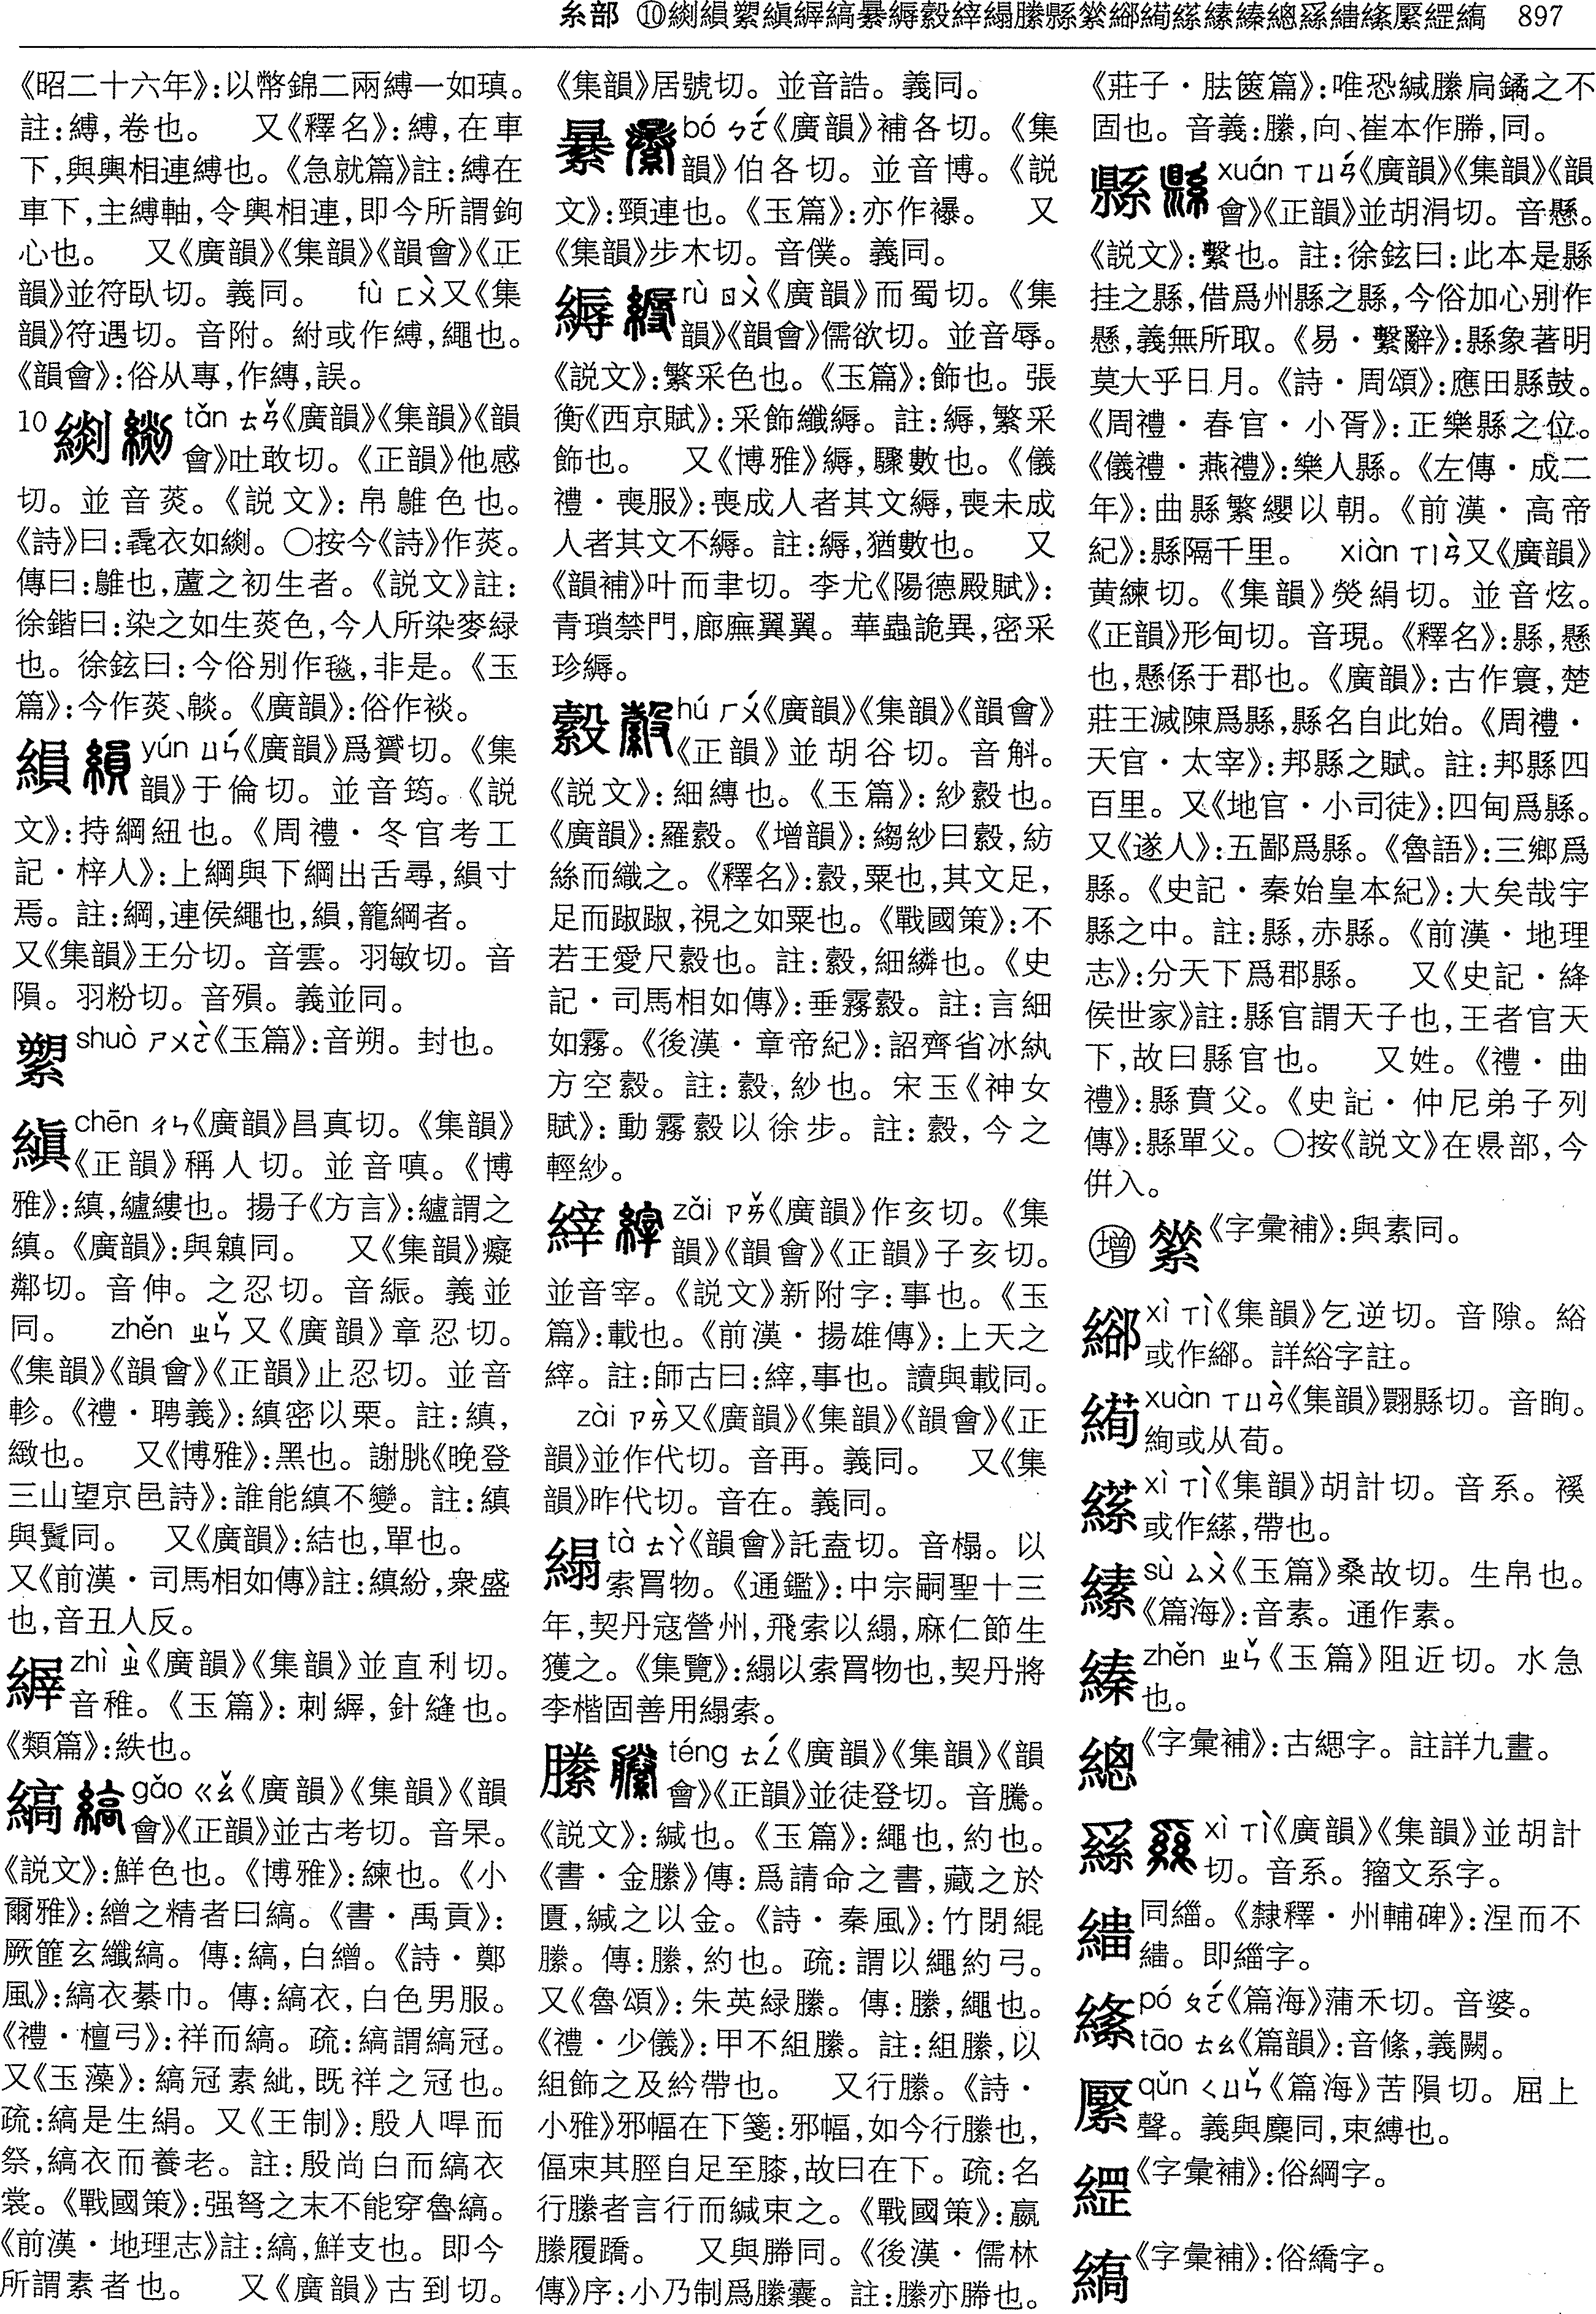 糸部 ⑩緂縜縏縝縪縞㬥縟縠縡縎縢縣䋣䋶絢䌁縤䋱總䌛繬縧緊䋲縞 897
《昭二十六年》:以幣錦二兩縛一如瑱。
註:縛,卷也。 又《釋名》:縛,在車
下,與輿相連縛也。《急就篇》註:縛在
車下,主縛軸,令輿相連,即今所謂鉤
心也。 又《廣韻》《集韻》《韻會》《正
韻》並符臥切。義同。 fù ㄈㄨˋ又《集
韻》符遇切。音附。紨或作縛,繩也。
《韻會》:俗从專,作縳,誤。
10 tǎn ㄊㄢˇ《廣韻》《集韻》《韻
會》吐敢切。《正韻》他感
切。並音菼。《說文》:帛鵻色也。
《詩》曰:毳衣如緂。○按今《詩》作菼。
傳曰:鵻也,蘆之初生者。《說文》註:
徐鍇曰:染之如生菼色,今人所染麥緑
也。徐鉉曰:今俗别作毯,非是。《玉
篇》:今作菼、㲜。《廣韻》:俗作裧。
縜 yún ㄩㄣˊ《廣韻》爲贇切。《集
韻》于倫切。並音筠。《說
文》:持綱紐也。《周禮・冬官考工
記・梓人》:上綱與下綱出舌尋,縜寸
焉。註:綱,連侯繩也,縜,籠綱者。
又《集韻》王分切。音雲。羽敏切。音
隕。羽粉切。音殞。義並同。
shuò ㄕㄨㄛˋ《玉篇》:音朔。封也。
縝 chēn ㄔㄣ《廣韻》昌真切。《集韻》
《正韻》稱人切。並音嗔。《博
雅》:縝,纑縷也。揚子《方言》:纑謂之
縝。《廣韻》:與䋶同。 又《集韻》癡
鄰切。音伸。之忍切。音縝。義並
同。 zhěn ㄓㄣˇ又《廣韻》章忍切。
《集韻》《韻會》《正韻》止忍切。並音
軫。《禮・聘義》:縝密以栗。註:縝,
緻也。 又《博雅》:黑也。謝朓《晚登
三山望京邑詩》:誰能縝不變。註:縝
與鬒同。 又《廣韻》:結也,單也。
又《前漢・司馬相如傳》註:縝紛,衆盛
也,音丑人反。
zhì ㄓˋ《廣韻》《集韻》並直利切。
音稚。《玉篇》:刺縪,針縫也。
《類篇》:紩也。
縞 gǎo ㄍㄠˇ《廣韻》《集韻》《韻
會》《正韻》並古考切。音杲。
《說文》:鮮色也。《博雅》:練也。《小
爾雅》:繒之精者曰縞。《書・禹貢》:
厥篚玄纖縞。傳:縞,白繒。《詩・鄭
風》:縞衣綦巾。傳:縞衣,白色男服。
《禮・檀弓》:祥而縞。疏:縞謂縞冠。
又《玉藻》:縞冠素紕,既祥之冠也。
疏:縞是生絹。又《王制》:殷人哻而
祭,縞衣而養老。註:殷尚白而縞衣
裳。《戰國策》:强弩之末不能穿魯縞。
《前漢・地理志》註:縞,鮮支也。即今
所謂素者也。 又《廣韻》古到切。
《集韻》居號切。並音誥。義同。
bó ㄅㄛˊ《廣韻》補各切。《集
韻》伯各切。並音博。《說
文》:頸連也。《玉篇》:亦作襮。 又
《集韻》步木切。音僕。義同。
縟 rù ㄖㄨˋ《廣韻》而蜀切。《集
韻》《韻會》儒欲切。並音辱。
《說文》:繁采色也。《玉篇》:飾也。張
衡《西京賦》:采飾纖縟。註:縟,繁采
飾也。 又《博雅》縟,驟數也。《儀
禮・喪服》:喪成人者其文縟,喪未成
人者其文不縟。註:縟,猶數也。 又
《韻補》叶而聿切。李尤《陽德殿賦》:
青瑣禁門,廊廡翼翼。華蟲詭異,密采
珍縟。
縠 hú ㄏㄨˊ《廣韻》《集韻》《韻會》
《正韻》並胡谷切。音斛。
《說文》:細縳也。《玉篇》:紗縠也。
《廣韻》:羅縠。《增韻》:縐紗曰縠,紡
絲而織之。《釋名》:縠,粟也,其文足,
足而踧踧,視之如粟也。《戰國策》:不
若王愛尺縠也。註:縠,細繗也。《史
記・司馬相如傳》:垂霧縠。註:言細
如霧。《後漢・章帝紀》:詔齊省冰紈
方空縠。註:縠,紗也。宋玉《神女
賦》:動霧縠以徐步。註:縠,今之
輕紗。
縡 zǎi ㄗㄞˇ《廣韻》作亥切。《集
韻》《韻會》《正韻》子亥切。
並音宰。《說文》新附字:事也。《玉
篇》:載也。《前漢・揚雄傳》:上天之
縡。註:師古曰:縡,事也。讀與載同。
zài ㄗㄞˋ又《廣韻》《集韻》《韻會》《正
韻》並作代切。音再。義同。 又《集
韻》昨代切。音在。義同。
tà ㄊㄚˋ《韻會》託盍切。音榻。以
索罥物。《通鑑》:中宗嗣聖十三
年,契丹寇營州,飛索以䌈,麻仁節生
獲之。《集覽》:䌈以索罥物也,契丹將
李楷固善用䌈索。
縢 téng ㄊㄥˊ《廣韻》《集韻》《韻
會》《正韻》並徒登切。音騰。
《說文》:緘也。《玉篇》:繩也,約也。
《書・金縢》傳:爲請命之書,藏之於
匱,緘之以金。《詩・秦風》:竹閉緄
縢。傳:縢,約也。疏:謂以繩約弓。
又《魯頌》:朱英緑縢。傳:縢,繩也。
《禮・少儀》:甲不組縢。註:組縢,以
組飾之及紟帶也。 又行縢。《詩・
小雅》邪幅在下箋:邪幅,如今行縢也,
偪束其脛自足至膝,故曰在下。疏:名
行縢者言行而緘束之。《戰國策》:嬴
縢履蹻。 又與幐同。《後漢・儒林
傳》序:小乃制爲縢囊。註:縢亦幐也。
《莊子・胠篋篇》:唯恐緘縢扃鐍之不
固也。音義:縢,向、崔本作幐,同。
縣 xuán ㄒㄩㄢˊ《廣韻》《集韻》《韻
會》《正韻》並胡涓切。音懸。
《說文》:繫也。註:徐鉉曰:此本是縣
挂之縣,借爲州縣之縣,今俗加心别作
懸,義無所取。《易・繫辭》:縣象著明
莫大乎日月。《詩・周頌》:應田縣鼓。
《周禮・春官・小胥》:正樂縣之位。
《儀禮・燕禮》:樂人縣。《左傳・成二
年》:曲縣繁纓以朝。《前漢・高帝
紀》:縣隔千里。 xiàn ㄒㄧㄢˋ又《廣韻》
黄練切。《集韻》熒絹切。並音炫。
《正韻》形甸切。音現。《釋名》:縣,懸
也,懸係于郡也。《廣韻》:古作寰,楚
莊王滅陳爲縣,縣名自此始。《周禮・
天官・太宰》:邦縣之賦。註:邦縣四
百里。又《地官・小司徒》:四甸爲縣。
又《遂人》:五鄙爲縣。《魯語》:三鄉爲
縣。《史記・秦始皇本紀》:大矣哉宇
縣之中。註:縣,赤縣。《前漢・地理
志》:分天下爲郡縣。 又《史記・絳
侯世家》註:縣官謂天子也,王者官天
下,故曰縣官也。 又姓。《禮・曲
禮》:縣賁父。《史記・仲尼弟子列
傳》:縣單父。○按《說文》在㬎部,今
倂入。
增 《字彙補》:與素同。
xì ㄒㄧˋ《集韻》乞逆切。音隙。綌
或作䋶。詳綌字註。
xuàn ㄒㄩㄢˋ《集韻》翾縣切。音眴。
絢或从荀。
xì ㄒㄧˋ《集韻》胡計切。音系。褉
或作䌁,帶也。
縤 sù ㄙㄨˋ《玉篇》桑故切。生帛也。
《篇海》:音素。通作素。
zhěn ㄓㄣˇ《玉篇》阻近切。水急
也。
總 《字彙補》:古緦字。註詳九畫。
xì ㄒㄧˋ《廣韻》《集韻》並胡計
切。音系。籀文系字。
同緇。《隸釋・州輔碑》:涅而不
繬。即緇字。
pó ㄆㄛˊ《篇海》蒲禾切。音婆。
tāo ㄊㄠ《篇韻》:音絛,義闕。
qǔn ㄑㄩㄣˇ《篇海》苦隕切。屈上
聲。義與麇同,束縛也。
《字彙補》:俗綱字。
《字彙補》:俗繑字。